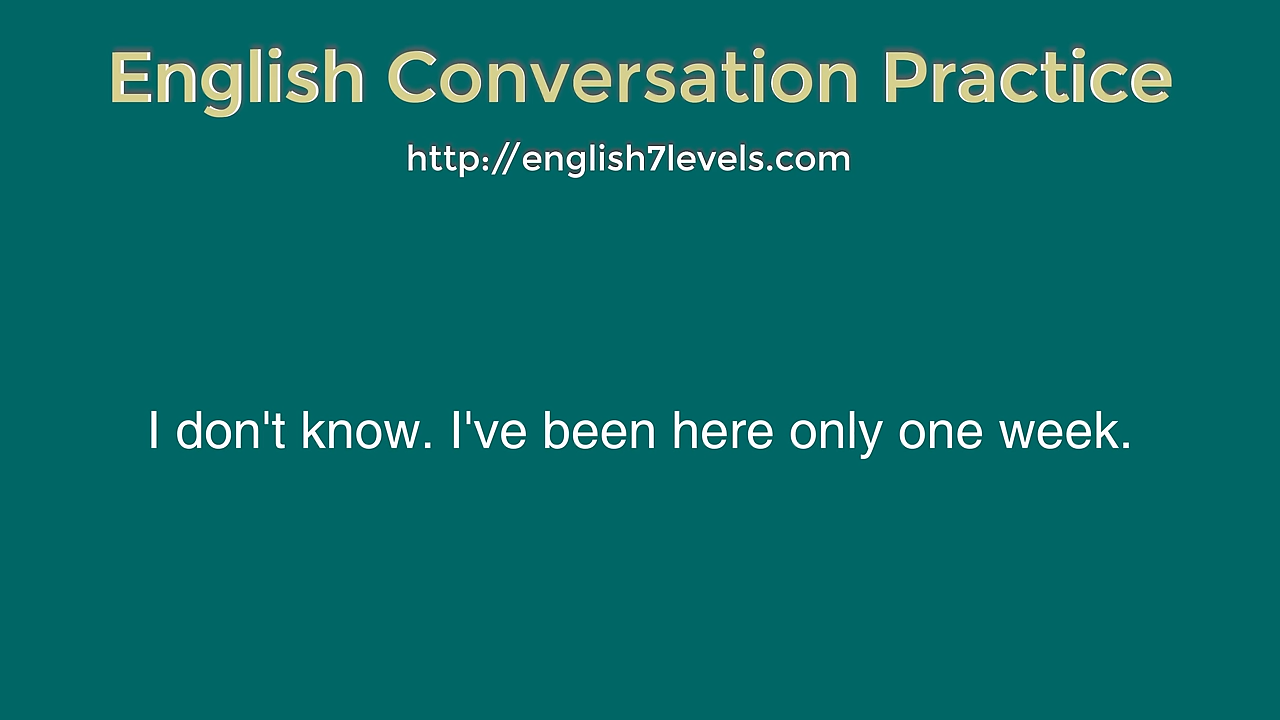 English Conversation Practice
http://english7levels.com
I don't know. I've been here only one week.